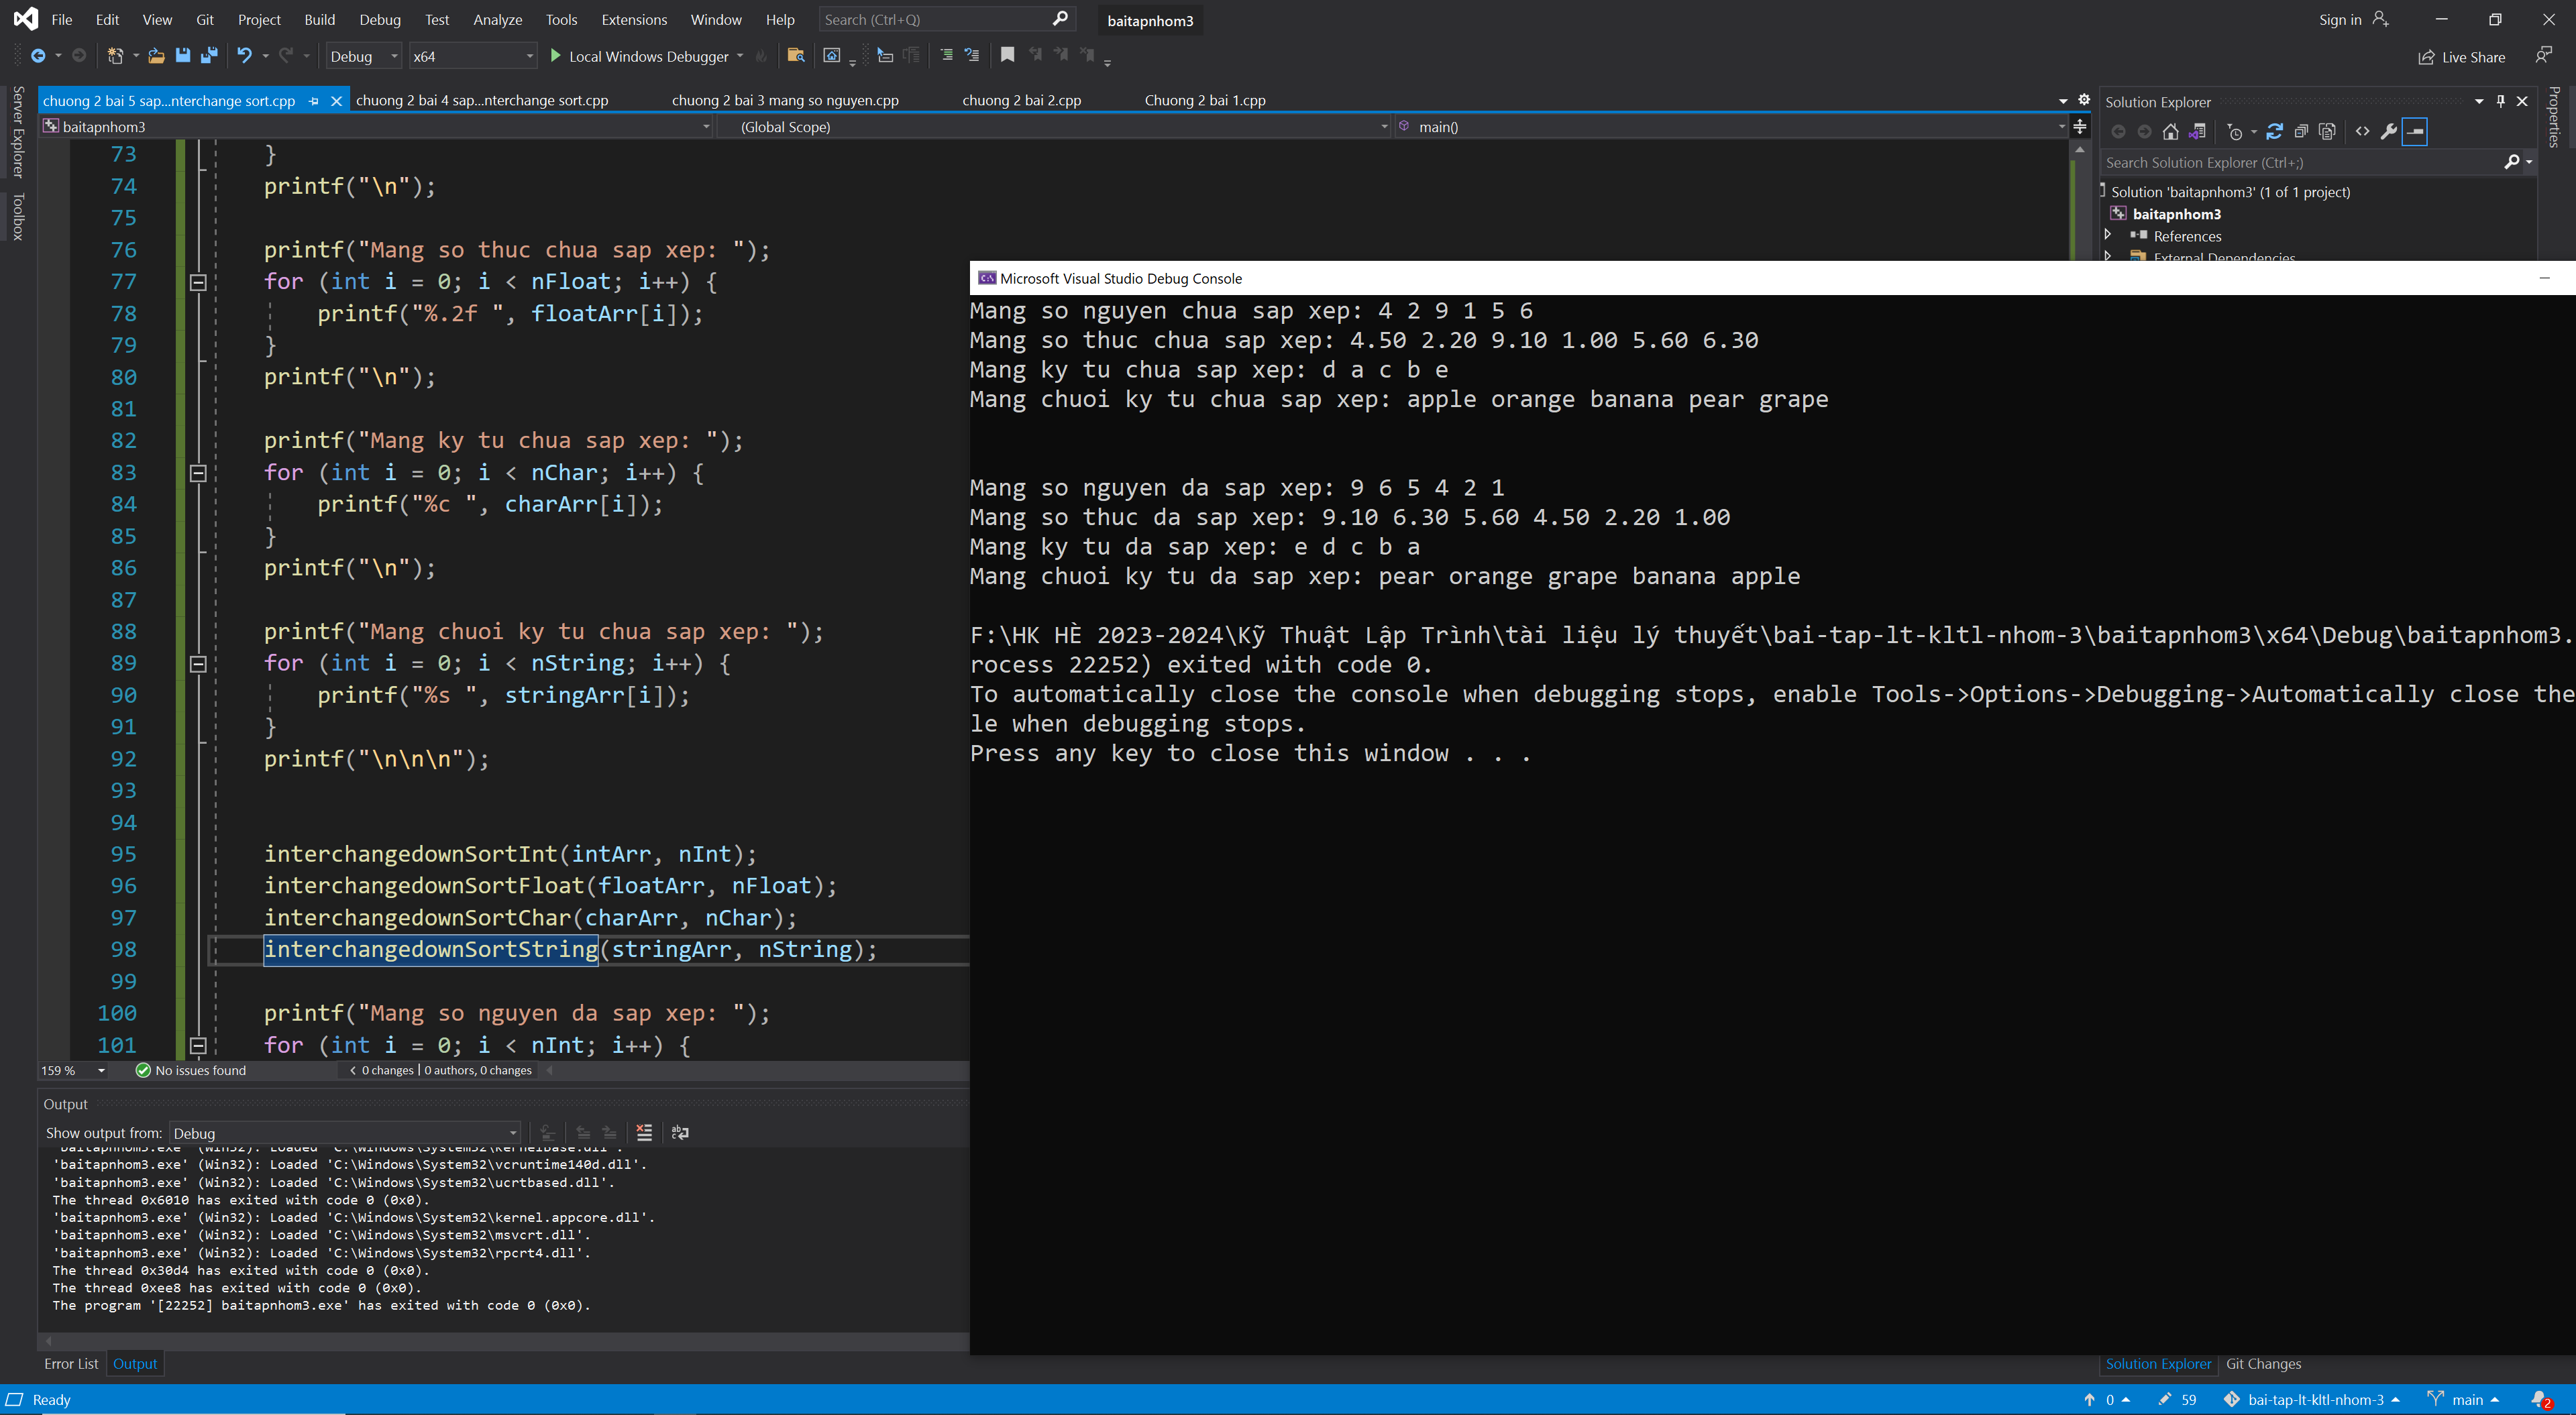 File Edit View Git Project Build Debug Test Analyze Tools Extensions Window Help Search (Ctrl+Q) baitapnhom3 Sign in
Debug x64 Local Windows Debugger Live Share
Server Explorer
Toolbox
chuong 2 bai 5 sap...nterchange sort.cpp chuong 2 bai 4 sap...nterchange sort.cpp chuong 2 bai 3 mang so nguyen.cpp chuong 2 bai 2.cpp Chuong 2 bai 1.cpp
baitapnhom3 (Global Scope) main()
73 }
74 printf("\n");
75
76 printf("Mang so thuc chua sap xep: ");
77 for (int i = 0; i < nFloat; i++) {
78 printf("%.2f ", floatArr[i]);
79 }
80 printf("\n");
81
82 printf("Mang ky tu chua sap xep: ");
83 for (int i = 0; i < nChar; i++) {
84 printf("%c ", charArr[i]);
85 }
86 printf("\n");
87
88 printf("Mang chuoi ky tu chua sap xep: ");
89 for (int i = 0; i < nString; i++) {
90 printf("%s ", stringArr[i]);
91 }
92 printf("\n\n\n");
93
94
95 interchangedownSortInt(intArr, nInt);
96 interchangedownSortFloat(floatArr, nFloat);
97 interchangedownSortChar(charArr, nChar);
98 interchangedownSortString(stringArr, nString);
99
100 printf("Mang so nguyen da sap xep: ");
101 for (int i = 0; i < nInt; i++) {
159 % No issues found 0 changes | 0 authors, 0 changes
Solution Explorer
Search Solution Explorer (Ctrl+;)
Solution 'baitapnhom3' (1 of 1 project)
baitapnhom3
References
External Dependencies
Properties
Microsoft Visual Studio Debug Console
Mang so nguyen chua sap xep: 4 2 9 1 5 6
Mang so thuc chua sap xep: 4.50 2.20 9.10 1.00 5.60 6.30
Mang ky tu chua sap xep: d a c b e
Mang chuoi ky tu chua sap xep: apple orange banana pear grape
Mang so nguyen da sap xep: 9 6 5 4 2 1
Mang so thuc da sap xep: 9.10 6.30 5.60 4.50 2.20 1.00
Mang ky tu da sap xep: e d c b a
Mang chuoi ky tu da sap xep: pear orange grape banana apple
F:\HK HÈ 2023-2024\Kỹ Thuật Lập Trình\tài liệu lý thuyết\bai-tap-lt-kltl-nhom-3\baitapnhom3\x64\Debug\baitapnhom3.
rocess 22252) exited with code 0.
To automatically close the console when debugging stops, enable Tools->Options->Debugging->Automatically close the
le when debugging stops.
Press any key to close this window . . .
Output
Show output from: Debug
'baitapnhom3.exe' (Win32): Loaded 'C:\Windows\System32\KernelBase.dll'.
'baitapnhom3.exe' (Win32): Loaded 'C:\Windows\System32\vcruntime140d.dll'.
'baitapnhom3.exe' (Win32): Loaded 'C:\Windows\System32\ucrtbased.dll'.
The thread 0x6010 has exited with code 0 (0x0).
'baitapnhom3.exe' (Win32): Loaded 'C:\Windows\System32\kernel.appcore.dll'.
'baitapnhom3.exe' (Win32): Loaded 'C:\Windows\System32\msvcrt.dll'.
'baitapnhom3.exe' (Win32): Loaded 'C:\Windows\System32\rpcrt4.dll'.
The thread 0x30d4 has exited with code 0 (0x0).
The thread 0xee8 has exited with code 0 (0x0).
The program '[22252] baitapnhom3.exe' has exited with code 0 (0x0).
Error List Output
Solution Explorer Git Changes
Ready 0 59 bai-tap-lt-kltl-nhom-3 main 2